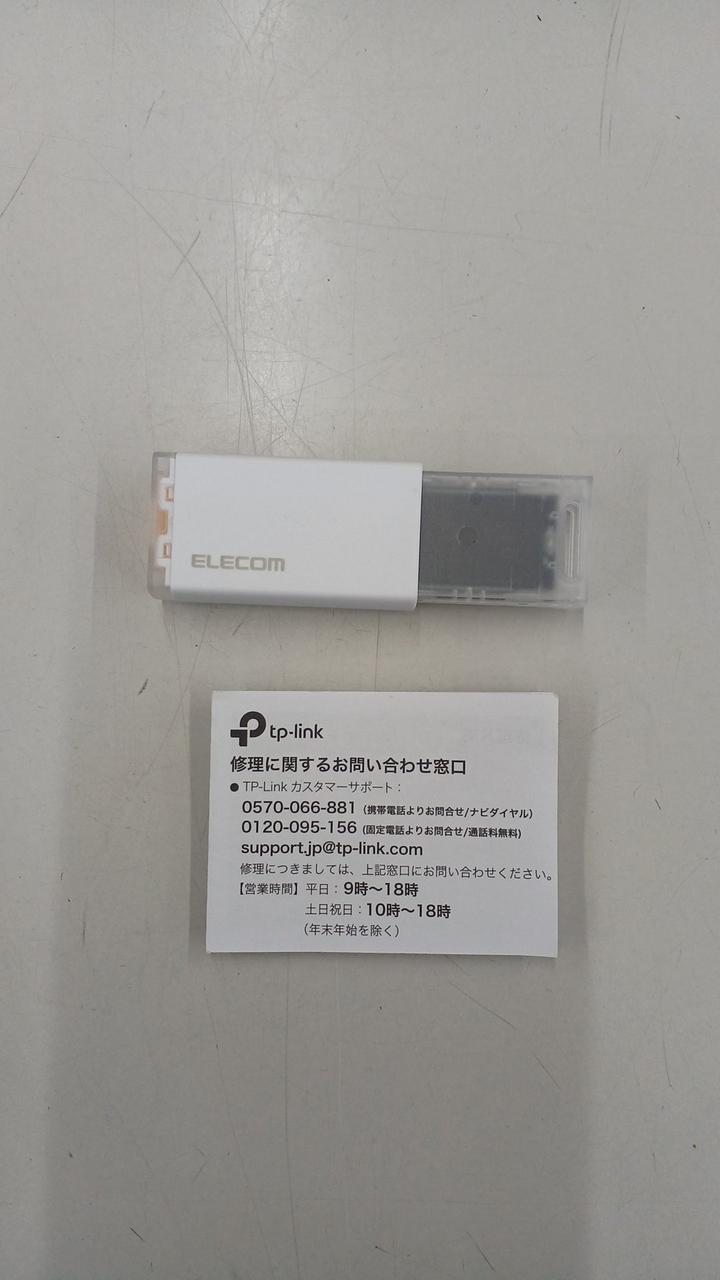 ELECOM
tp-link
修理に関するお問い合わせ窓口
● TP-Link カスタマーサポート：
0570-066-881（携帯電話よりお問合せ/ナビダイヤル）
0120-095-156（固定電話よりお問合せ/通話料無料）
support.jp@tp-link.com
修理につきましては、上記窓口にお問い合わせください。
【営業時間】平日：9時〜18時
土日祝日：10時〜18時
（年末年始を除く）